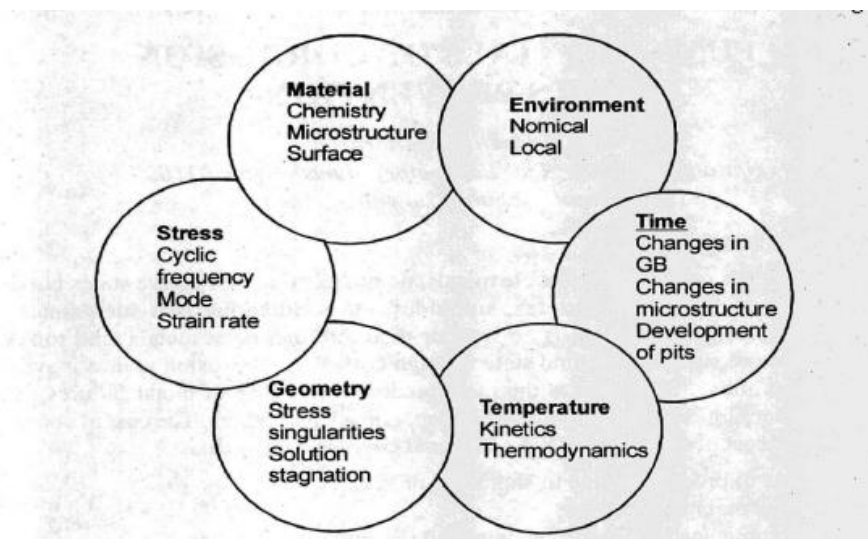 Material
Chemistry
Microstructure
Surface
Environment
Nomical
Local
Time
Changes in
GB
Changes in
microstructure
Development
of pits
Temperature
Kinetics
Thermodynamics
Geometry
Stress
singularities
Solution
stagnation
Stress
Cyclic
frequency
Mode
Strain rate